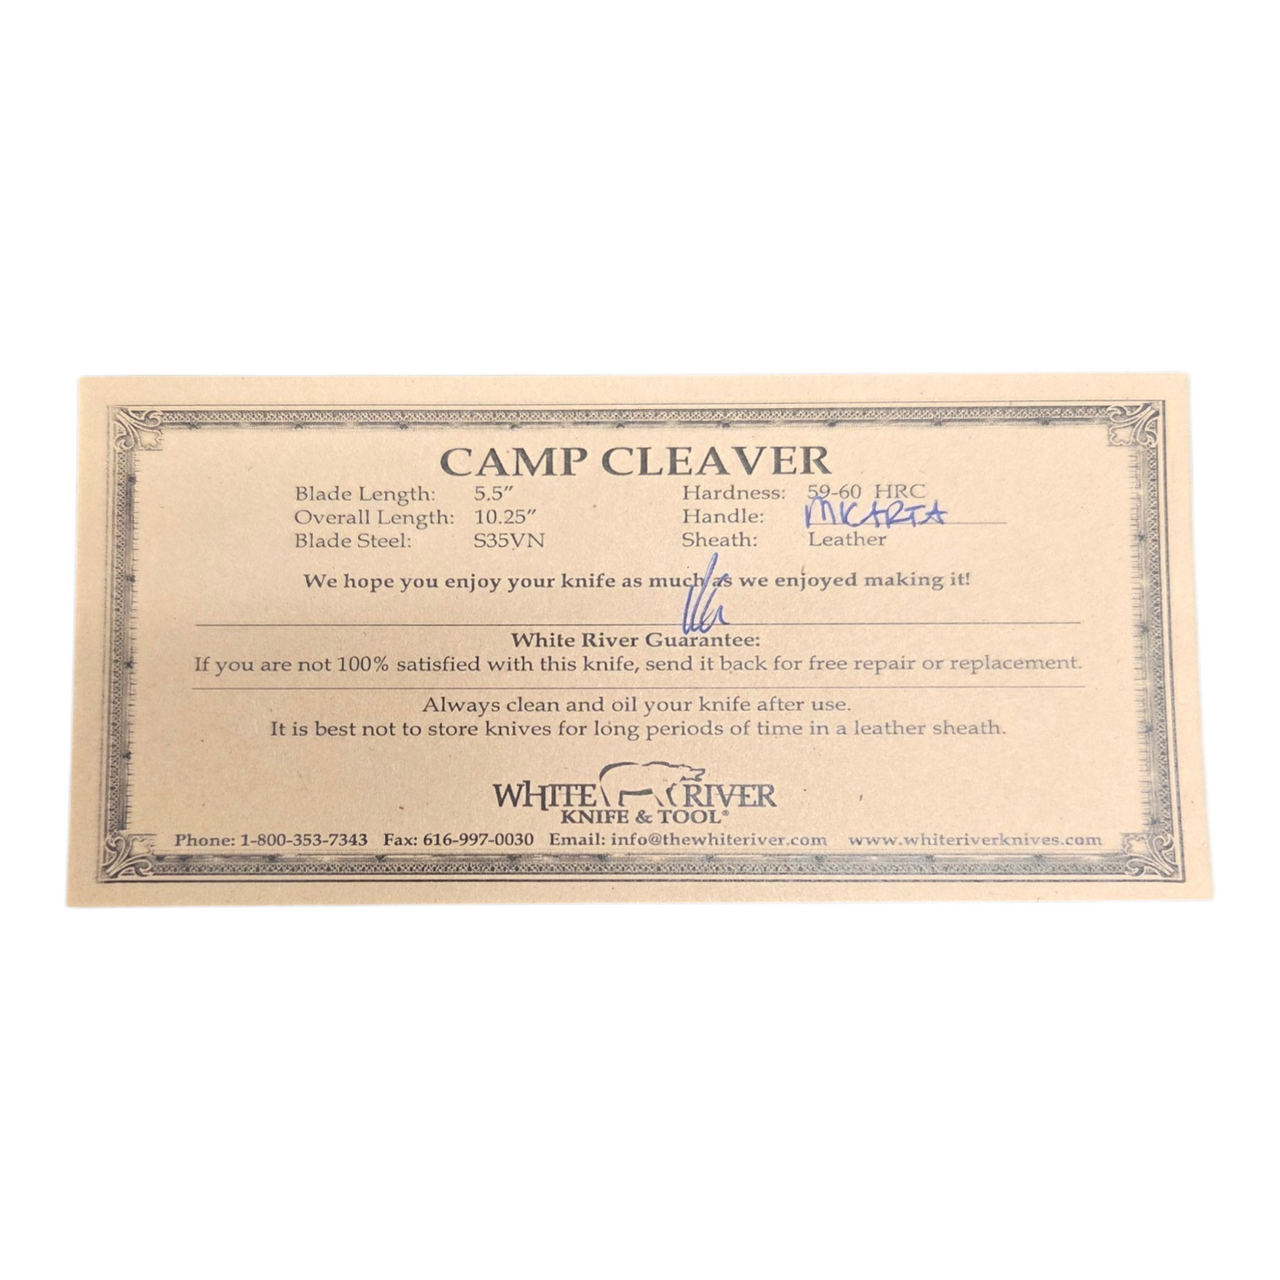 CAMP CLEAVER
Blade Length: 5.5″ Hardness: 59-60 HRC
Overall Length: 10.25″ Handle: MICARTA
Blade Steel: S35VN Sheath: Leather
We hope you enjoy your knife as much as we enjoyed making it!
White River Guarantee:
If you are not 100% satisfied with this knife, send it back for free repair or replacement.
Always clean and oil your knife after use.
It is best not to store knives for long periods of time in a leather sheath.
WHITE RIVER
KNIFE & TOOL®
Phone: 1-800-353-7343 Fax: 616-997-0030 Email: info@thewhiteriver.com www.whiteriverknives.com